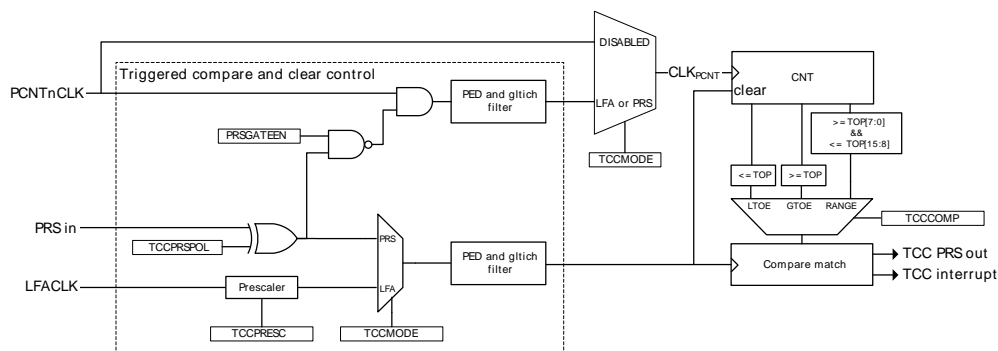 DISABLED
Triggered compare and clear control
CLK PCNT
CNT
PCNTnCLK
PED and gltich
filter
LFA or PRS
clear
>= TOP[7:0]
&&
<= TOP[15:8]
PRSGATEEN
TCCMODE
<= TOP
>= TOP
LTOE GTOE RANGE
TCCCOMP
PRS in
PRS
TCCPRSPOL
PED and gltich
filter
Compare match
TCC PRS out
TCC interrupt
LFACLK
Prescaler
LFA
TCCPRESC
TCCMODE